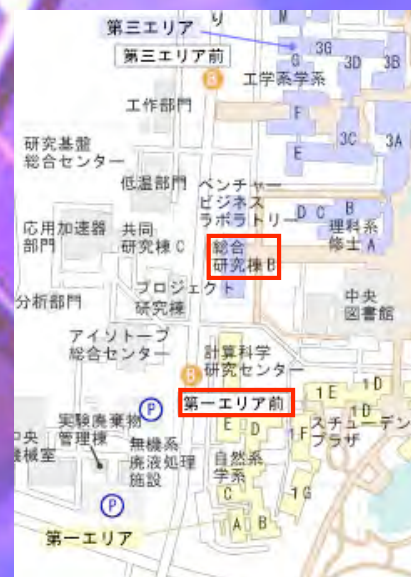 り
M
第三エリア
3G
第三エリア前
G
3D
3B
B
工学系学系
工作部門
F
3C
3A
研究基盤
総合センター
E
低温部門
ベンチャー
ビジネス
ラボラトリー
D C B
理科系
修士 A
応用加速器
部門
共同
研究棟 C
総合
研究棟 B
プロジェクト
研究棟
分析部門
中央
図書館
アイソトープ
総合センター
計算科学
研究センター
B
第一エリア前
1E
1D
P
E
D
1F
1D
スチューデン
プラザ
実験廃棄物
管理棟
中央
機械室
無機系
廃液処理
施設
自然系
学系
C
1G
P
A
B
第一エリア